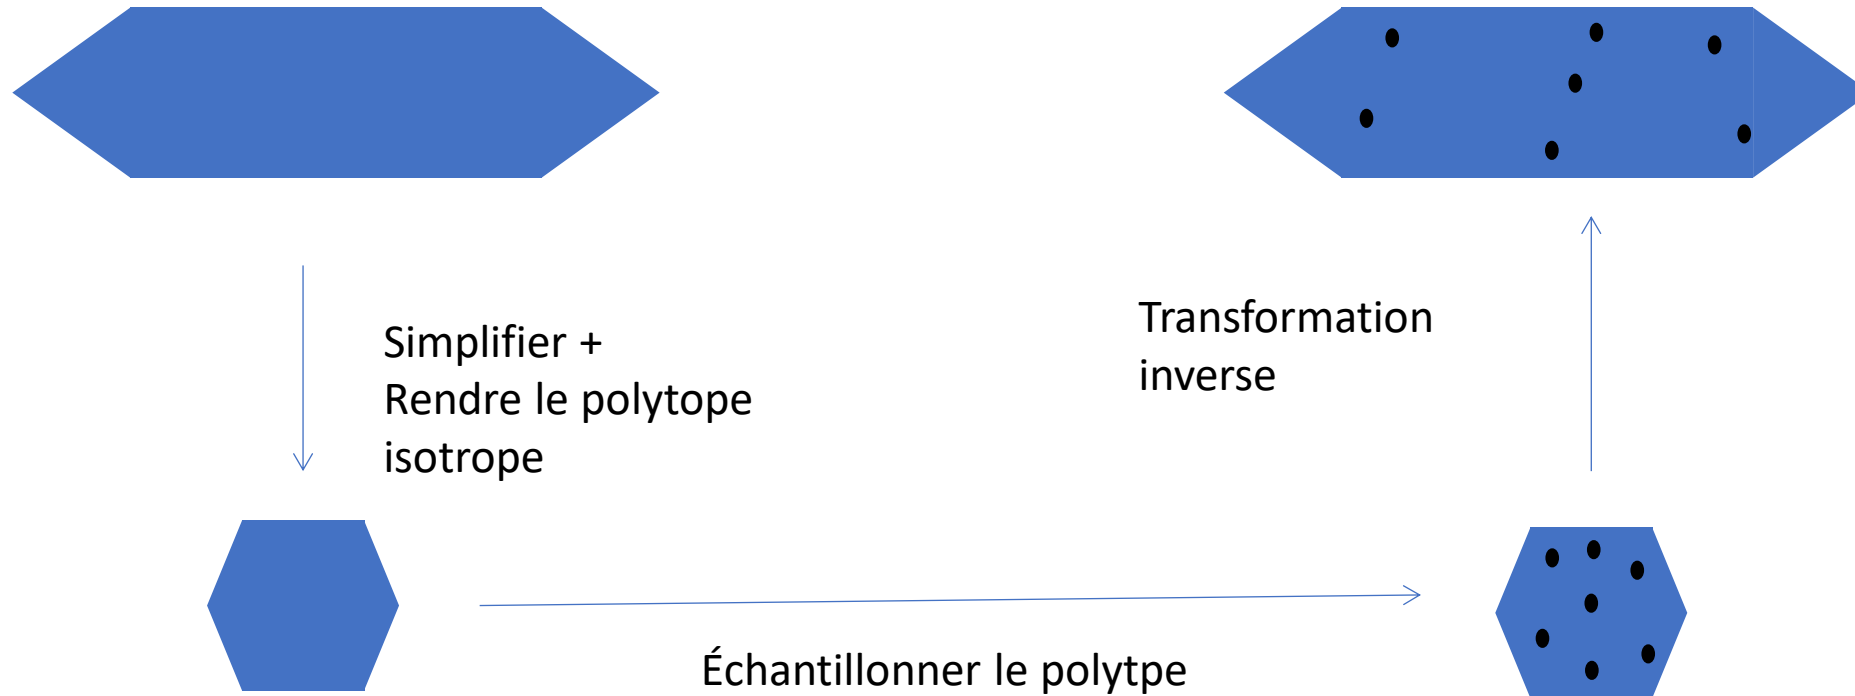 Simplifier +
Rendre le polytope
isotrope
Transformation
inverse
Échantillonner le polytpe